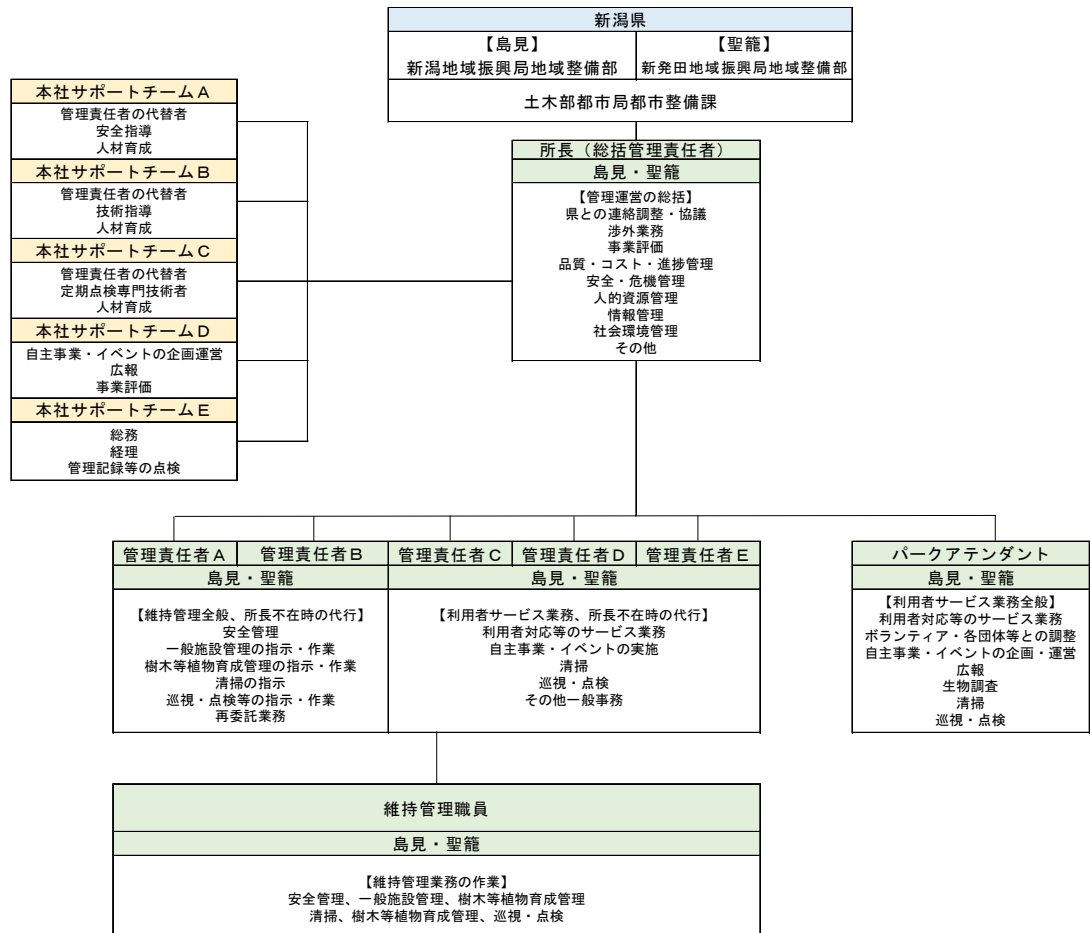 新潟県
【島見】
新潟地域振興局地域整備部
【聖籠】
新発田地域振興局地域整備部
土木部都市局都市整備課
本社サポートチームA
管理責任者の代替者
安全指導
人材育成
本社サポートチームB
管理責任者の代替者
技術指導
人材育成
本社サポートチームC
管理責任者の代替者
定期点検専門技術者
人材育成
本社サポートチームD
自主事業・イベントの企画運営
広報
事業評価
本社サポートチームE
総務
経理
管理記録等の点検
所長（総括管理責任者）
島見・聖籠
【管理運営の総括】
県との連絡調整・協議
渉外業務
事業評価
品質・コスト・進捗管理
安全・危機管理
人的資源管理
情報管理
社会環境管理
その他
管理責任者A
管理責任者B
島見・聖籠
【維持管理全般、所長不在時の代行】
安全管理
一般施設管理の指示・作業
樹木等植物育成管理の指示・作業
清掃の指示
巡視・点検等の指示・作業
再委託業務
管理責任者C
管理責任者D
管理責任者E
島見・聖籠
【利用者サービス業務、所長不在時の代行】
利用者対応等のサービス業務
自主事業・イベントの実施
清掃
巡視・点検
その他一般事務
パークアテンダント
島見・聖籠
【利用者サービス業務全般】
利用者対応等のサービス業務
ボランティア・各団体等との調整
自主事業・イベントの企画・運営
広報
生物調査
清掃
巡視・点検
維持管理職員
島見・聖籠
【維持管理業務の作業】
安全管理、一般施設管理、樹木等植物育成管理
清掃、樹木等植物育成管理、巡視・点検